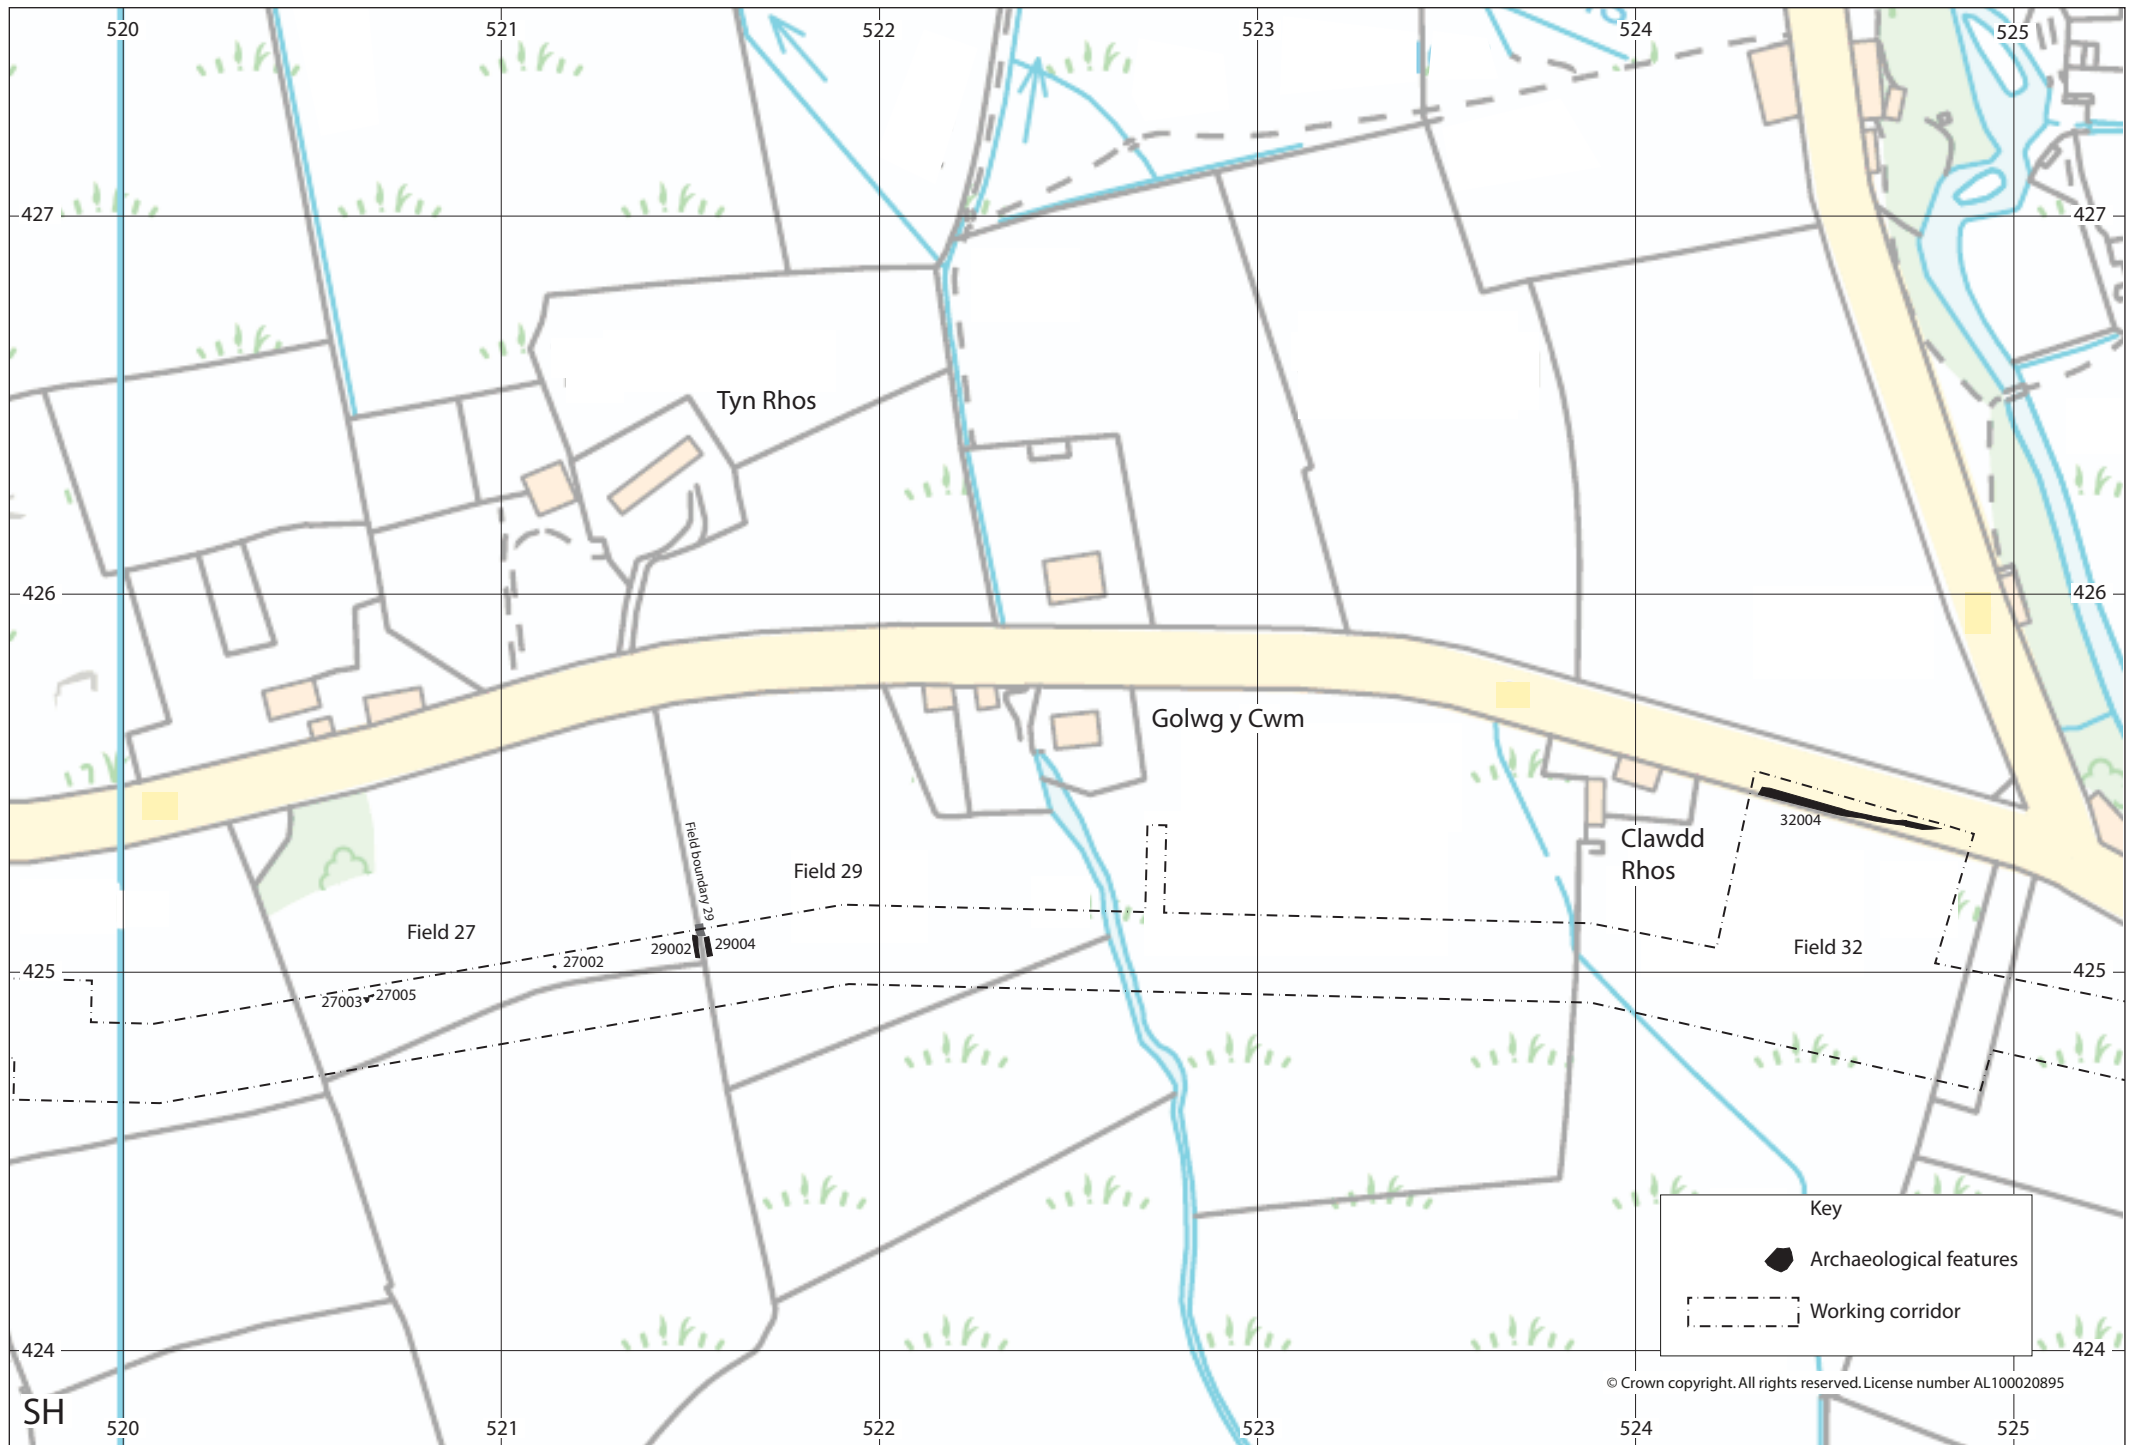 520 521 522 523 524 525
427 427
Tyn Rhos
426 426
Golwg y Cwm
32004
Clawdd
Rhos
Field boundary 29
Field 29
Field 27
29002 29004
Field 32
27002
425 425
27003 27005
Key
Archaeological features
Working corridor
424 424
© Crown copyright. All rights reserved. License number AL100020895
SH
520 521 522 523 524 525